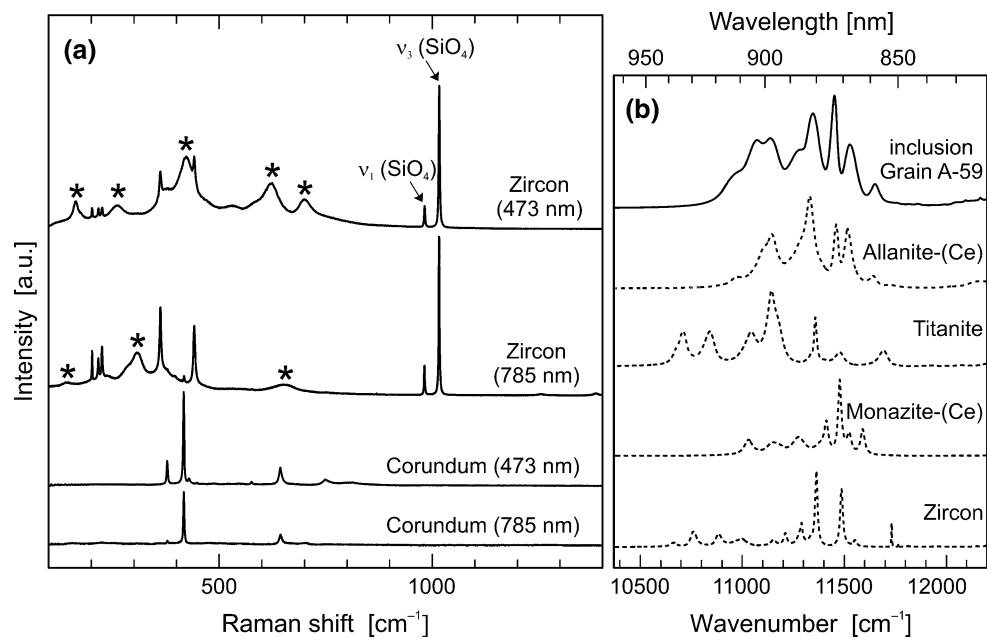 Wavelength [nm]
950 900 850
(a)
ν₃ (SiO₄)
ν₁ (SiO₄)
* * * * *
Zircon
(473 nm)
* * *
Zircon
(785 nm)
Corundum (473 nm)
Corundum (785 nm)
Intensity [a.u.]
500 1000
Raman shift [cm⁻¹]
(b)
inclusion
Grain A-59
Allanite-(Ce)
Titanite
Monazite-(Ce)
Zircon
10500 11000 11500 12000
Wavenumber [cm⁻¹]